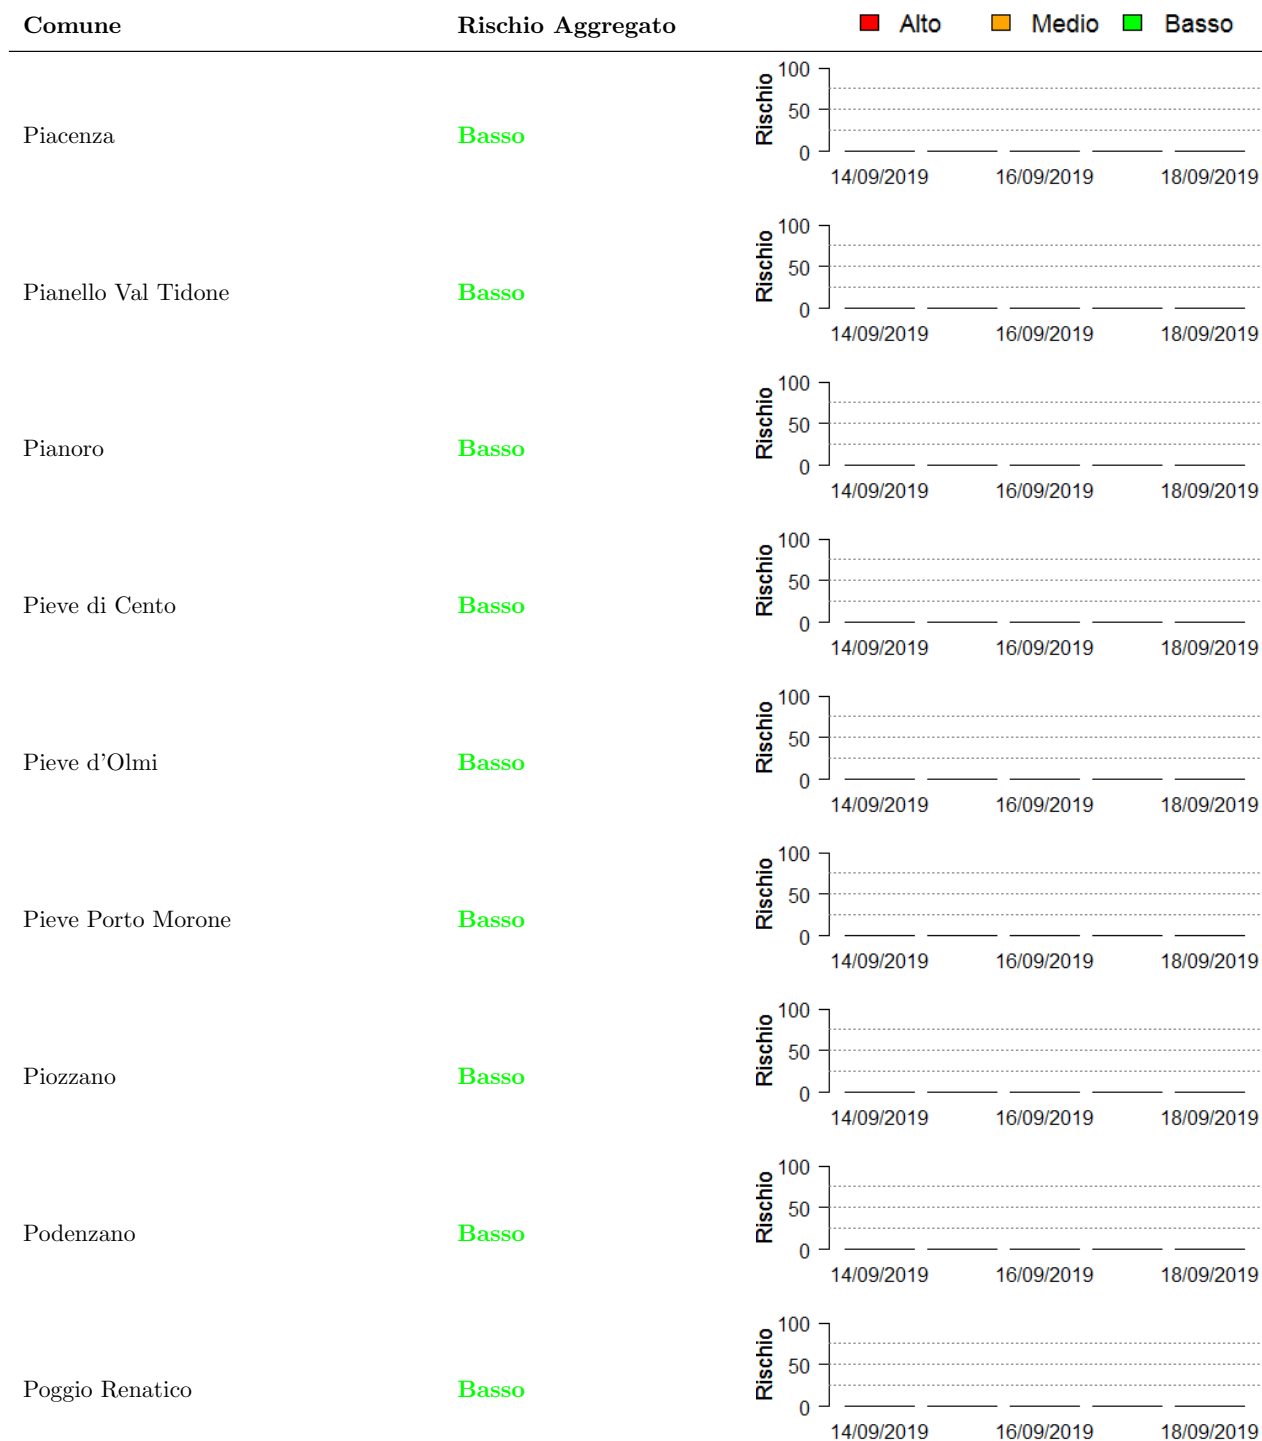 Comune Rischio Aggregato Alto Medio Basso
Piacenza Basso Rischio 100 50 0
14/09/2019 16/09/2019 18/09/2019
Pianello Val Tidone Basso Rischio 100 50 0
14/09/2019 16/09/2019 18/09/2019
Pianoro Basso Rischio 100 50 0
14/09/2019 16/09/2019 18/09/2019
Pieve di Cento Basso Rischio 100 50 0
14/09/2019 16/09/2019 18/09/2019
Pieve d'Olmi Basso Rischio 100 50 0
14/09/2019 16/09/2019 18/09/2019
Pieve Porto Morone Basso Rischio 100 50 0
14/09/2019 16/09/2019 18/09/2019
Piozzano Basso Rischio 100 50 0
14/09/2019 16/09/2019 18/09/2019
Podenzano Basso Rischio 100 50 0
14/09/2019 16/09/2019 18/09/2019
Poggio Renatico Basso Rischio 100 50 0
14/09/2019 16/09/2019 18/09/2019